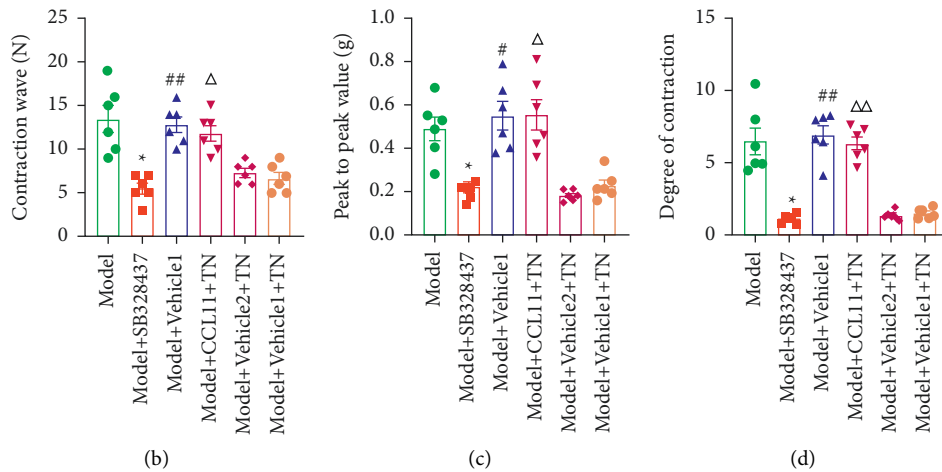 Contraction wave (N)
25
20
15
10
5
0
*
##
△
Model
Model+SB328437
Model+Vehicle1
Model+CCL11+TN
Model+Vehicle2+TN
Model+Vehicle1+TN
(b)
Peak to peak value (g)
1.0
0.8
0.6
0.4
0.2
0.0
*
#
△
Model
Model+SB328437
Model+Vehicle1
Model+CCL11+TN
Model+Vehicle2+TN
Model+Vehicle1+TN
(c)
Degree of contraction
15
10
5
0
*
##
△△
Model
Model+SB328437
Model+Vehicle1
Model+CCL11+TN
Model+Vehicle2+TN
Model+Vehicle1+TN
(d)